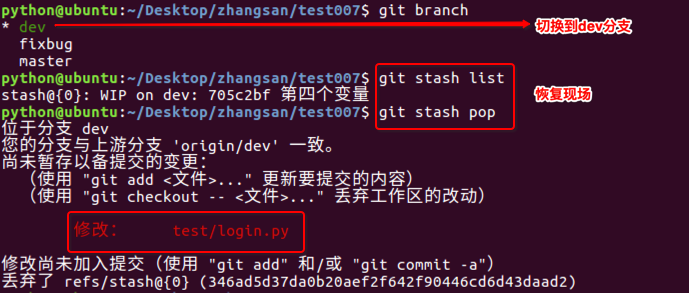 python@ubuntu:~/Desktop/zhangsan/test007$ git branch
* dev 切换到dev分支
fixbug
master
python@ubuntu:~/Desktop/zhangsan/test007$ git stash list
stash@{0}: WIP on dev: 705c2bf 第四个变量 恢复现场
python@ubuntu:~/Desktop/zhangsan/test007$ git stash pop
位于分支 dev
您的分支与上游分支 'origin/dev' 一致。
尚未暂存以备提交的变更：
（使用 "git add <文件>..." 更新要提交的内容）
（使用 "git checkout -- <文件>..." 丢弃工作区的改动）
修改： test/login.py
修改尚未加入提交（使用 "git add" 和/或 "git commit -a"）
丢弃了 refs/stash@{0} (346ad5d37da0b20aef2f642f90446cd6d43daad2)